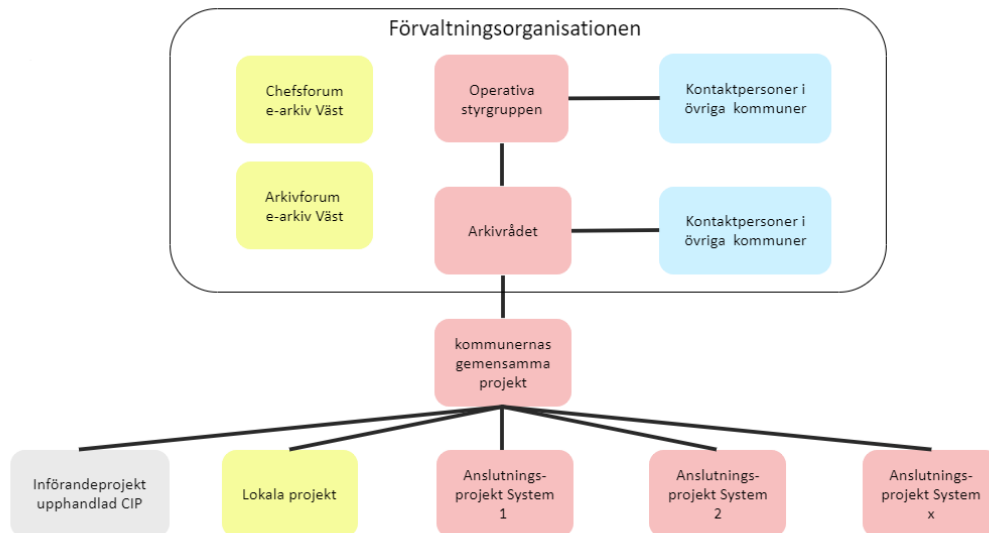 Förvaltningsorganisationen
Chefsforum
e-arkiv Väst
Operativa
styrgruppen
Kontaktpersoner i
övriga kommuner
Arkivforum
e-arkiv Väst
Arkivrådet
Kontaktpersoner i
övriga kommuner
kommunernas
gemensamma
projekt
Införandeprojekt
upphandlad CIP
Lokala projekt
Anslutnings-
projekt System
1
Anslutnings-
projekt System
2
Anslutnings-
projekt System
x